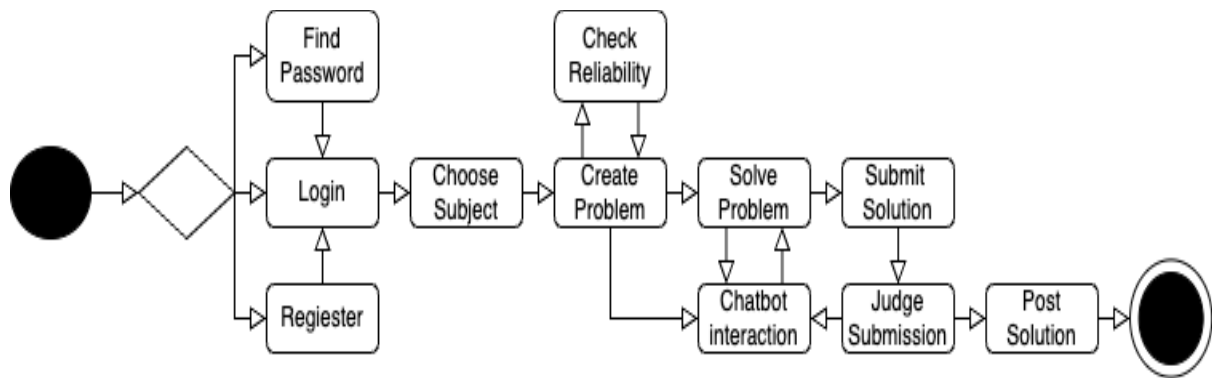 Find
Password
Check
Reliability
Login
Choose
Subject
Create
Problem
Solve
Problem
Submit
Solution
Regiester
Chatbot
interaction
Judge
Submission
Post
Solution